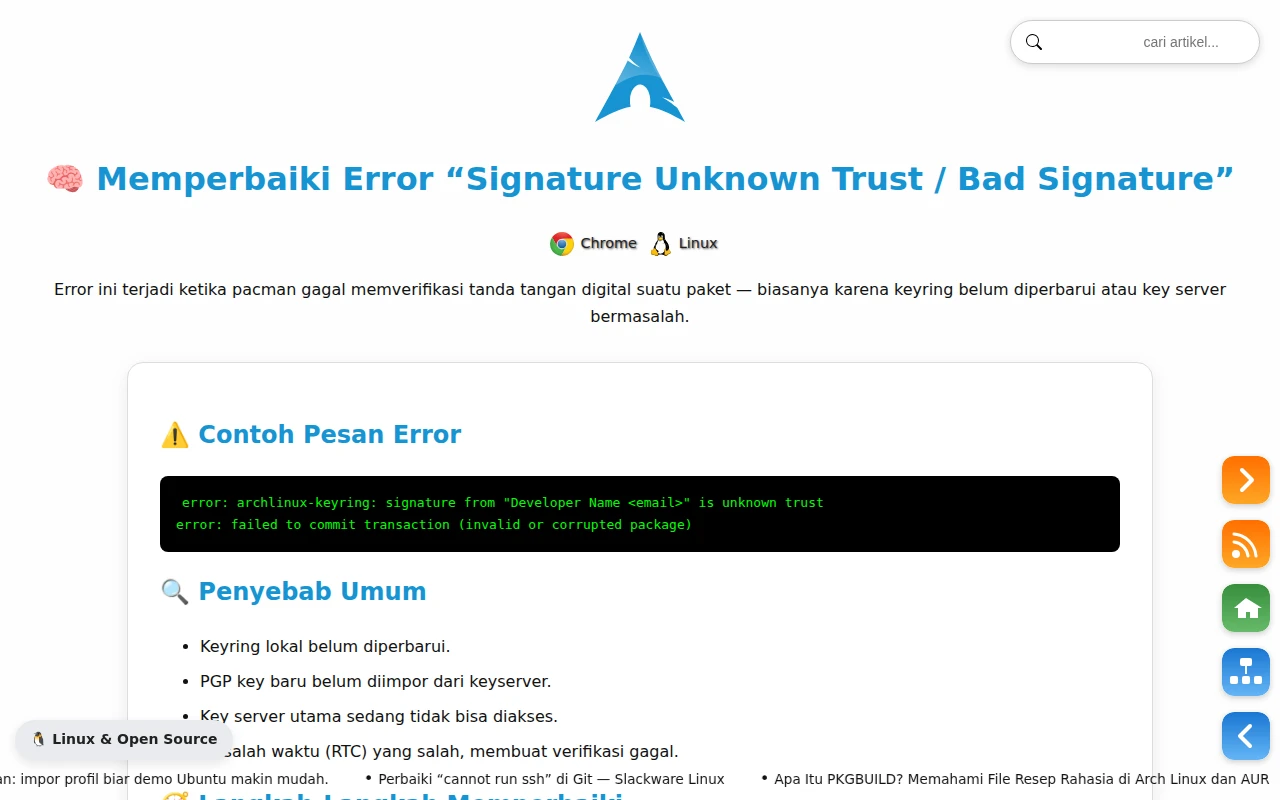 cari artikel...
🧠 Memperbaiki Error “Signature Unknown Trust / Bad Signature”
Chrome Linux
Error ini terjadi ketika pacman gagal memverifikasi tanda tangan digital suatu paket — biasanya karena keyring belum diperbarui atau key server
bermasalah.
⚠️ Contoh Pesan Error
error: archlinux-keyring: signature from "Developer Name <email>" is unknown trust
error: failed to commit transaction (invalid or corrupted package)
🔍 Penyebab Umum
• Keyring lokal belum diperbarui.
• PGP key baru belum diimpor dari keyserver.
• Key server utama sedang tidak bisa diakses.
salah waktu (RTC) yang salah, membuat verifikasi gagal.
🐧 Linux & Open Source
an: impor profil biar demo Ubuntu makin mudah. • Perbaiki “cannot run ssh” di Git — Slackware Linux • Apa Itu PKGBUILD? Memahami File Resep Rahasia di Arch Linux dan AUR
🧭 Langkah-Langkah Memperbaiki